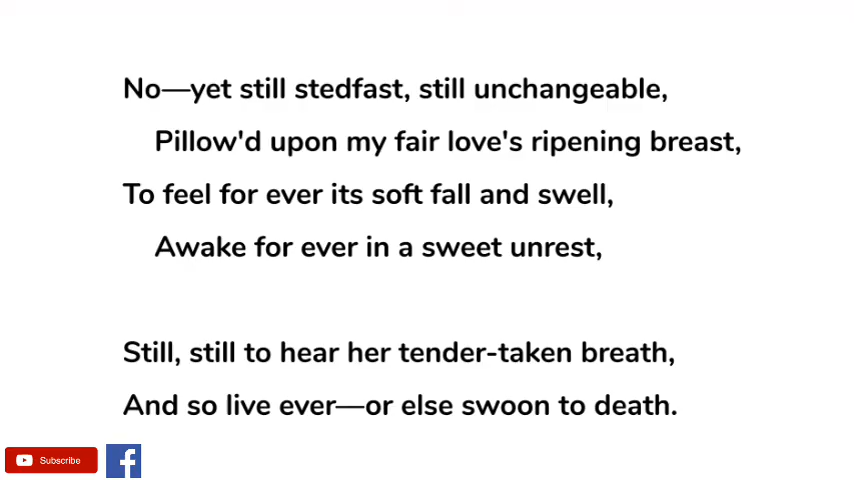 No—yet still stedfast, still unchangeable,
Pillow'd upon my fair love's ripening breast,
To feel for ever its soft fall and swell,
Awake for ever in a sweet unrest,
Still, still to hear her tender-taken breath,
And so live ever—or else swoon to death.
Subscribe
f